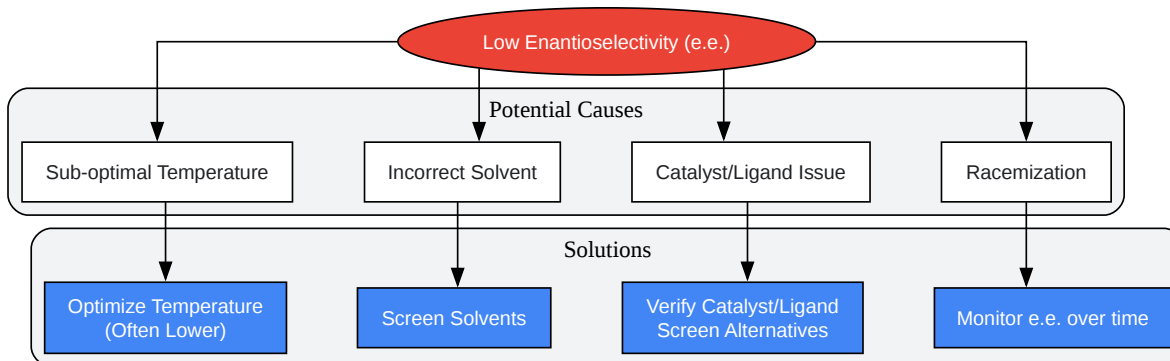 Low Enantioselectivity (e.e.)
Potential Causes
Sub-optimal Temperature
Incorrect Solvent
Catalyst/Ligand Issue
Racemization
Solutions
Optimize Temperature
(Often Lower)
Screen Solvents
Verify Catalyst/Ligand
Screen Alternatives
Monitor e.e. over time